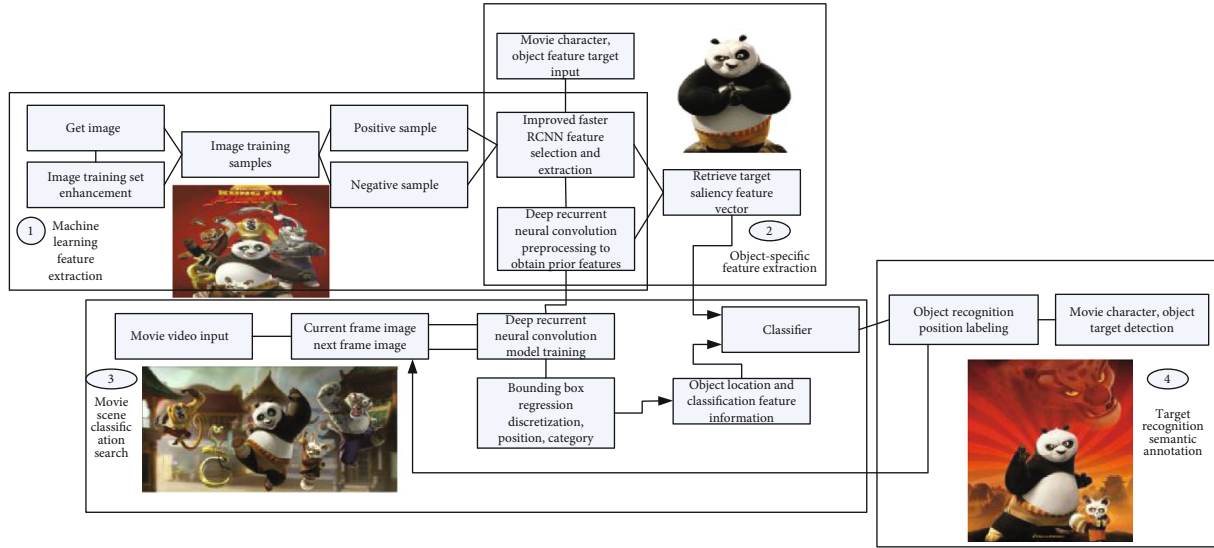 Movie character,
object feature target
input
Get image
Image training set
enhancement
Image training
samples
Positive sample
Negative sample
Improved faster
RCNN feature
selection and
extraction
Deep recurrent
neural convolution
preprocessing to
obtain prior features
Retrieve target
saliency feature
vector
1
Machine
learning
feature
extraction
KUNG FU
2
Object-specific
feature extraction
Movie video input
Current frame image
next frame image
Deep recurrent
neural convolution
model training
Classifier
Bounding box
regression
discretization,
position, category
Object location and
classification feature
information
3
Movie
scene
classific
ation
search
Object recognition
position labeling
Movie character, object
target detection
4
Target
recognition
semantic
annotation